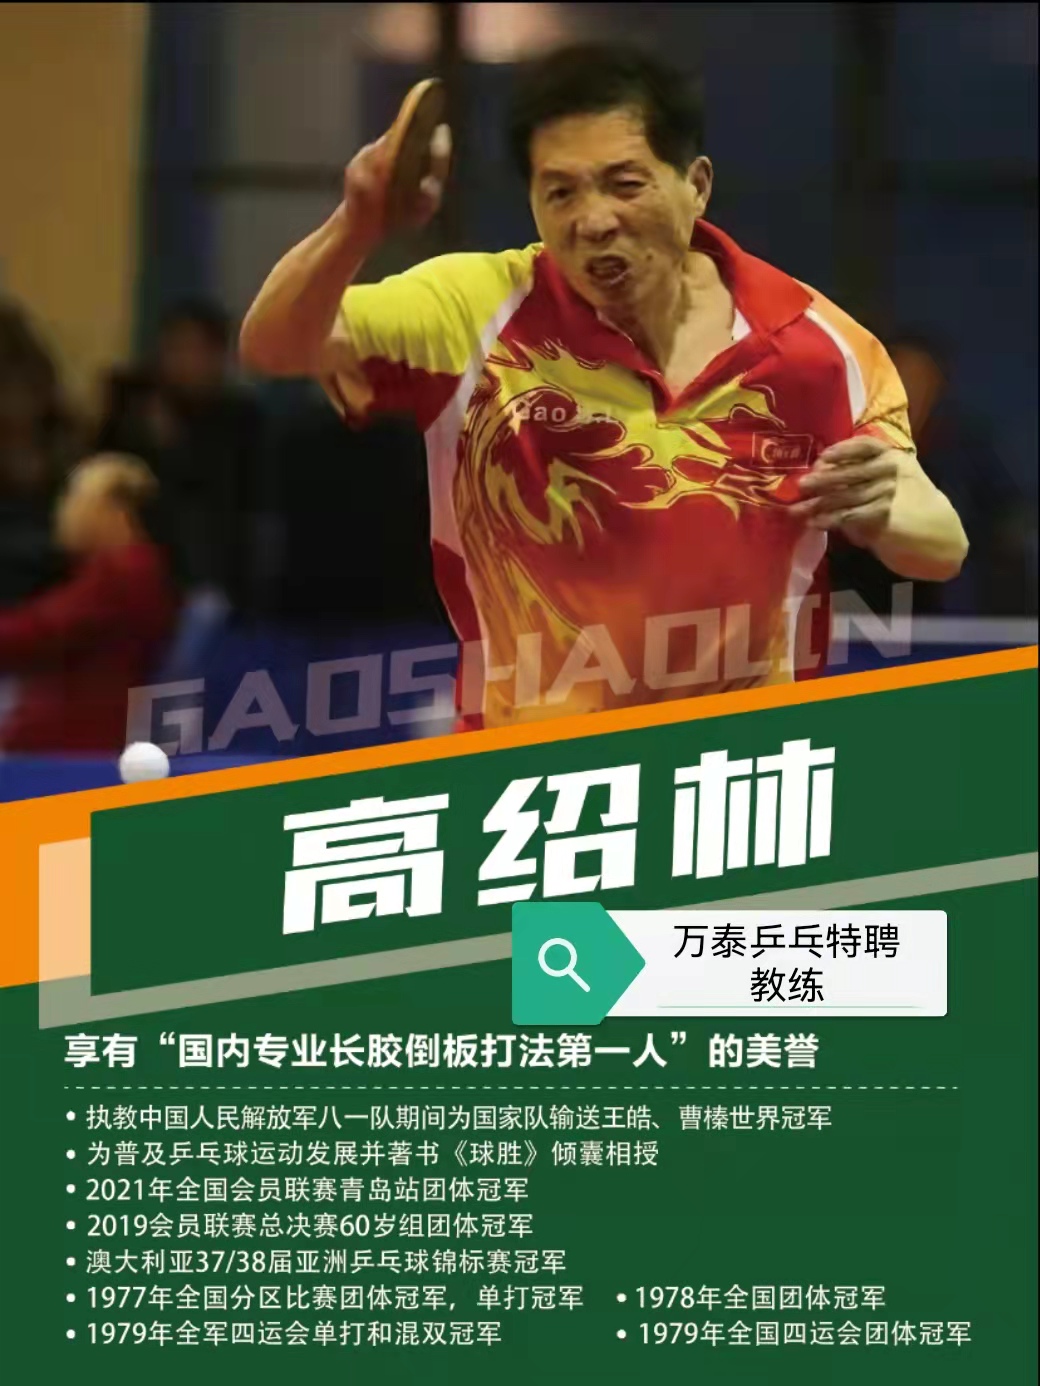 GAOSHAOLIN
高绍林
万泰乒乓特聘
教练
享有“国内专业长胶倒板打法第一人”的美誉
• 执教中国人民解放军八一队期间为国家队输送王皓、曹榛世界冠军
• 为普及乒乓球运动发展并著书《球胜》倾囊相授
• 2021年全国会员联赛青岛站团体冠军
• 2019会员联赛总决赛60岁组团体冠军
• 澳大利亚37/38届亚洲乒乓球锦标赛冠军
• 1977年全国分区比赛团体冠军，单打冠军 • 1978年全国团体冠军
• 1979年全军四运会单打和混双冠军 • 1979年全国四运会团体冠军